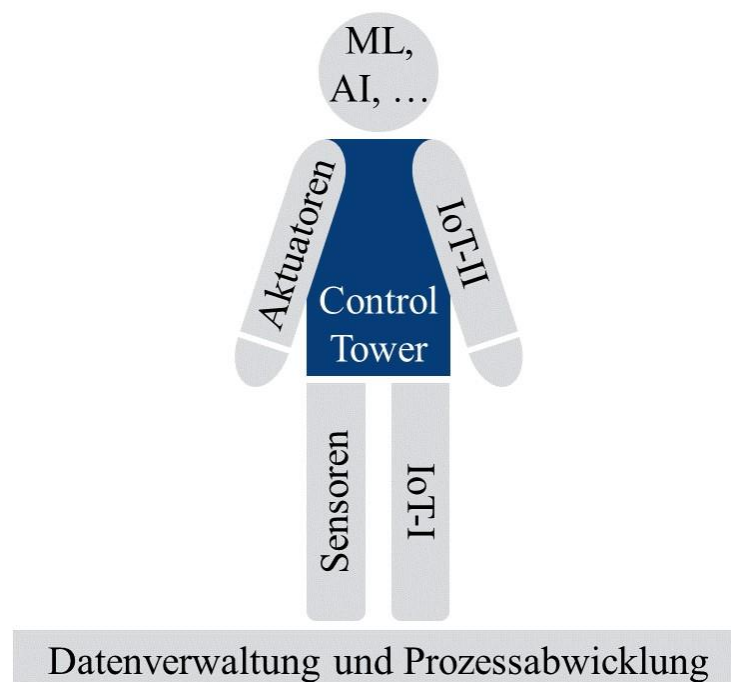 ML,
AI, …
Aktuatoren
IoT-II
Control
Tower
Sensoren
IoT-I
Datenverwaltung und Prozessabwicklung